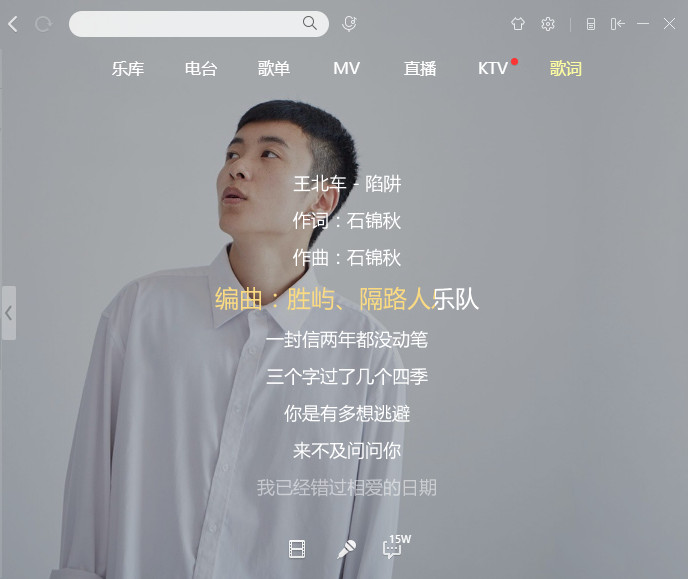 乐库 电台 歌单 MV 直播 KTV 歌词
王北车 - 陷阱
作词：石锦秋
作曲：石锦秋
编曲：胜屿、隔路人乐队
一封信两年都没动笔
三个字过了几个四季
你是有多想逃避
来不及问问你
我已经错过相爱的日期
15W